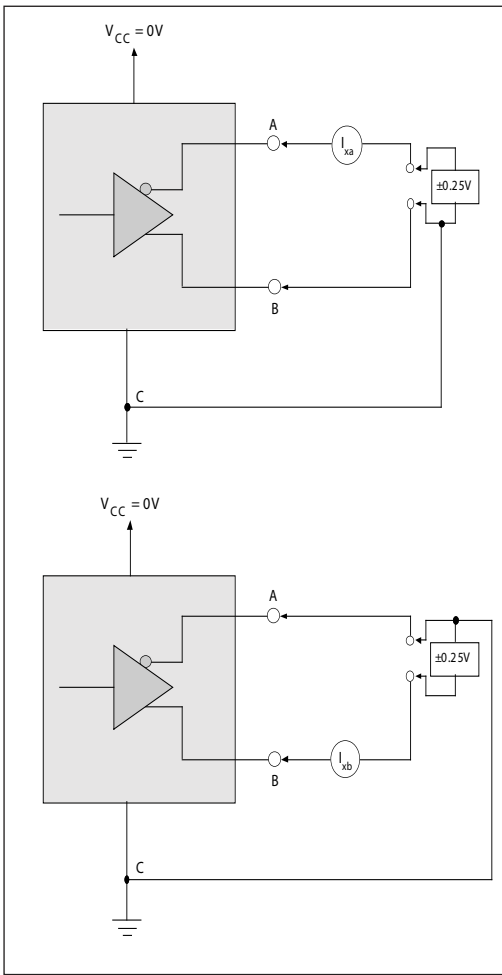 V_CC = 0V
A
I_xa
±0.25V
B
C
V_CC = 0V
A
±0.25V
B
I_xb
C